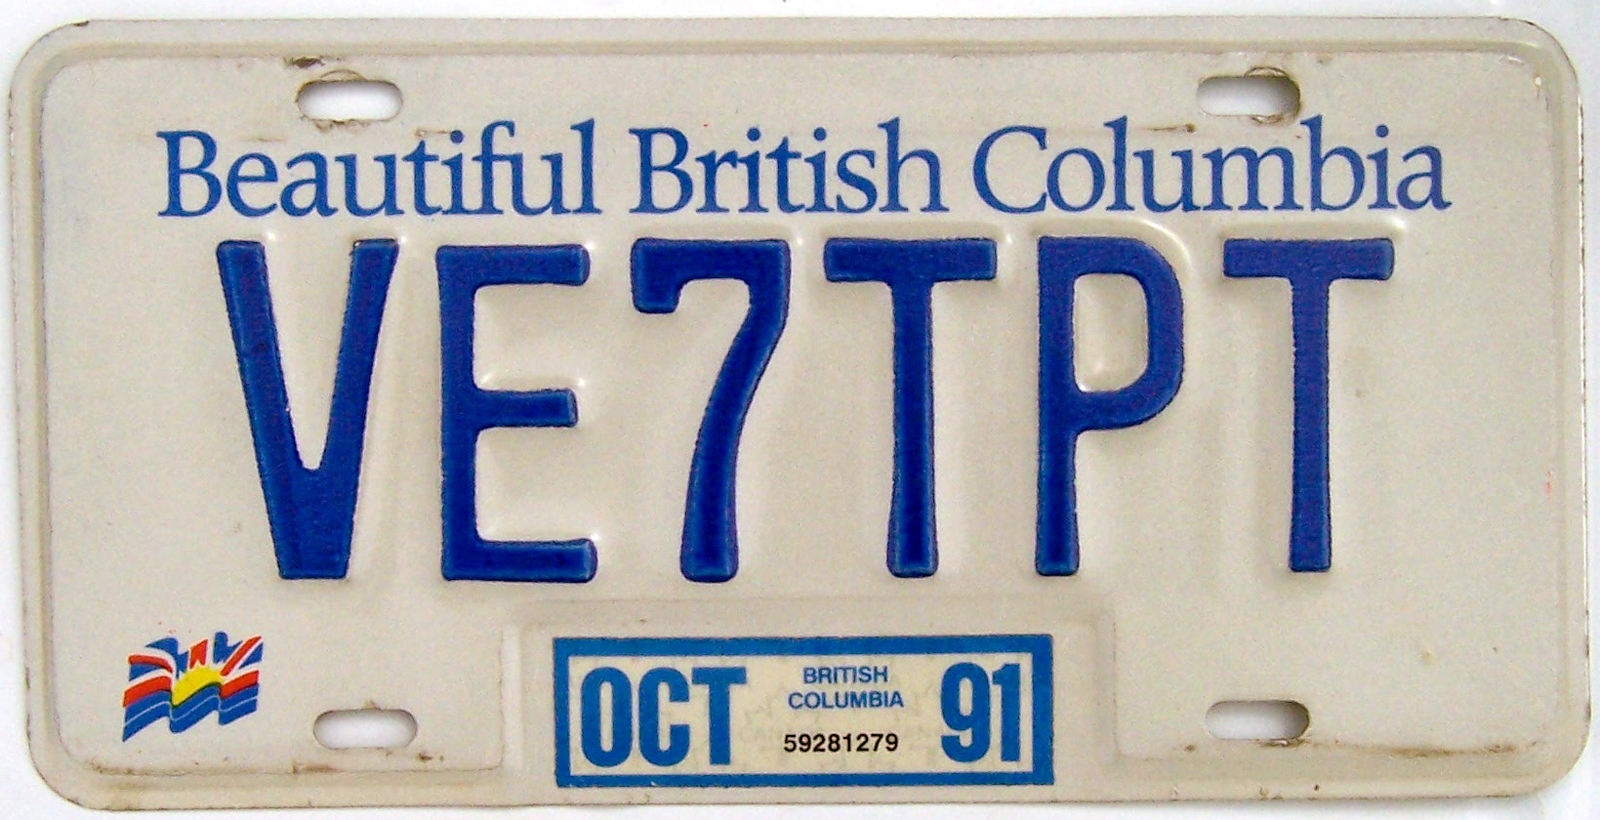 Beautiful British Columbia
VE7TPT
OCT BRITISH COLUMBIA 91
59281279